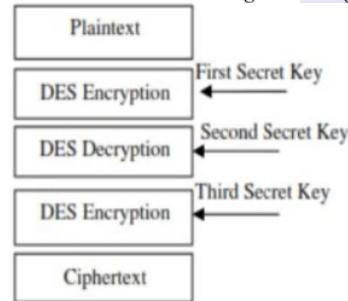 Plaintext
First Secret Key
DES Encryption
Second Secret Key
DES Decryption
Third Secret Key
DES Encryption
Ciphertext